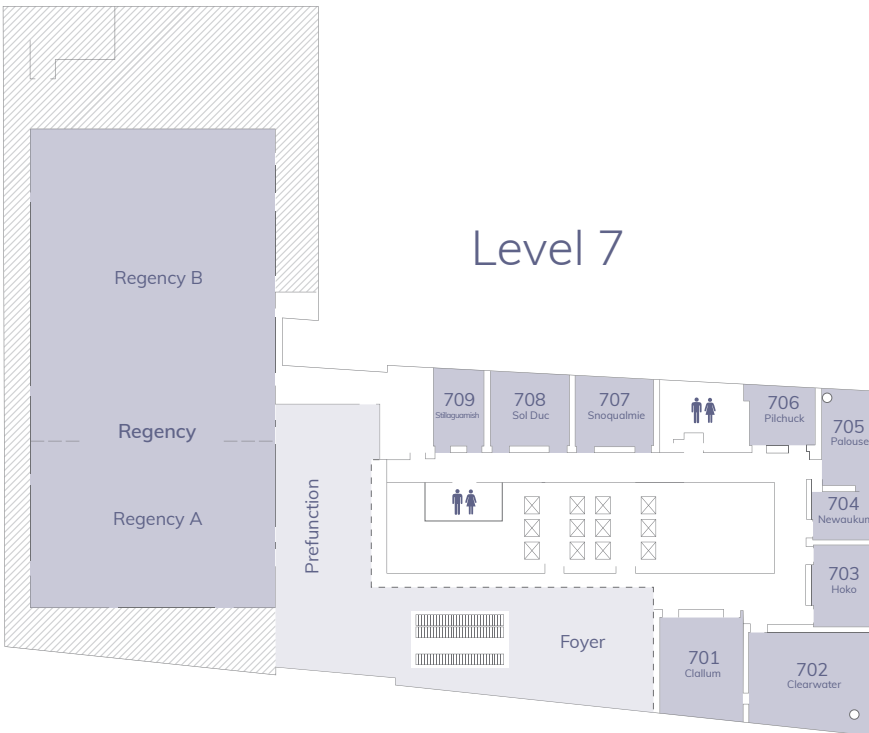 Level 7
Regency B
Regency
Regency A
Prefunction
Foyer
709
Stillaguamish
708
Sol Duc
707
Snoqualmie
706
Pilchuck
705
Palouse
704
Newaukum
703
Hoko
701
Clallum
702
Clearwater